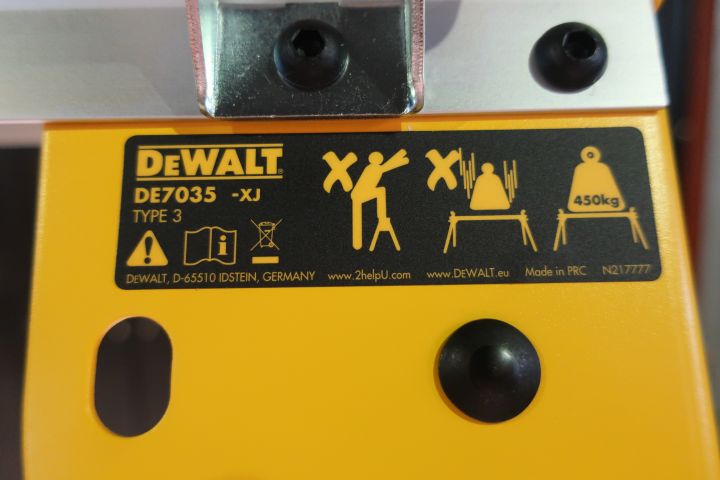 DEWALT®
DE7035 -XJ
TYPE 3
450kg
DEWALT, D-65510 IDSTEIN, GERMANY www.2helpU.com www.DEWALT.eu Made in PRC N217777